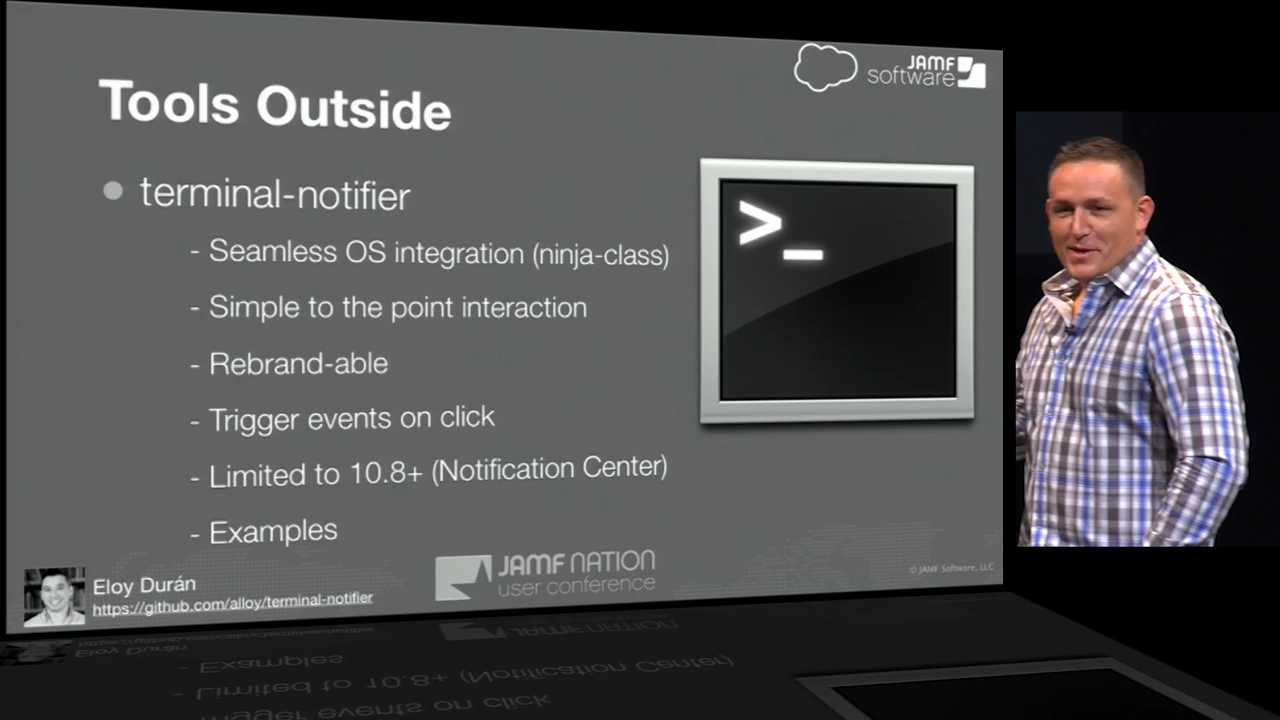 JAMF
software
Tools Outside
terminal-notifier
- Seamless OS integration (ninja-class)
- Simple to the point interaction
- Rebrand-able
- Trigger events on click
- Limited to 10.8+ (Notification Center)
- Examples
>_
Eloy Durán
https://github.com/alloy/terminal-notifier
JAMF NATION
user conference
© JAMF Software, LLC